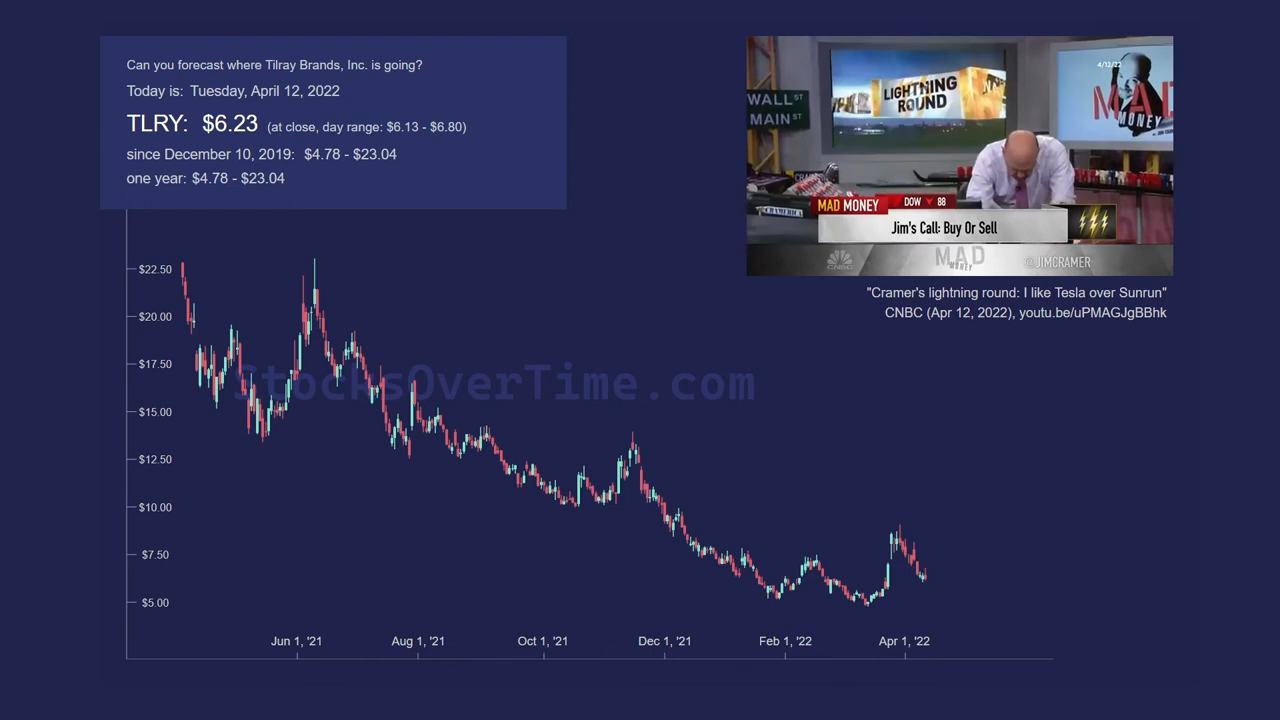 Can you forecast where Tilray Brands, Inc. is going?
Today is: Tuesday, April 12, 2022
TLRY: $6.23 (at close, day range: $6.13 - $6.80)
since December 10, 2019: $4.78 - $23.04
one year: $4.78 - $23.04
4/12/22
LIGHTNING
ROUND
WALL ST
MAIN ST
MAD
MONEY
CRAMERICA
MAD MONEY
DOW 88
Jim's Call: Buy Or Sell
MAD
MONEY
CNBC
@JIMCRAMER
"Cramer's lightning round: I like Tesla over Sunrun"
CNBC (Apr 12, 2022), youtu.be/uPMAGJgBBhk
$22.50
$20.00
$17.50
$15.00
$12.50
$10.00
$7.50
$5.00
StocksOverTime.com
Jun 1, '21
Aug 1, '21
Oct 1, '21
Dec 1, '21
Feb 1, '22
Apr 1, '22